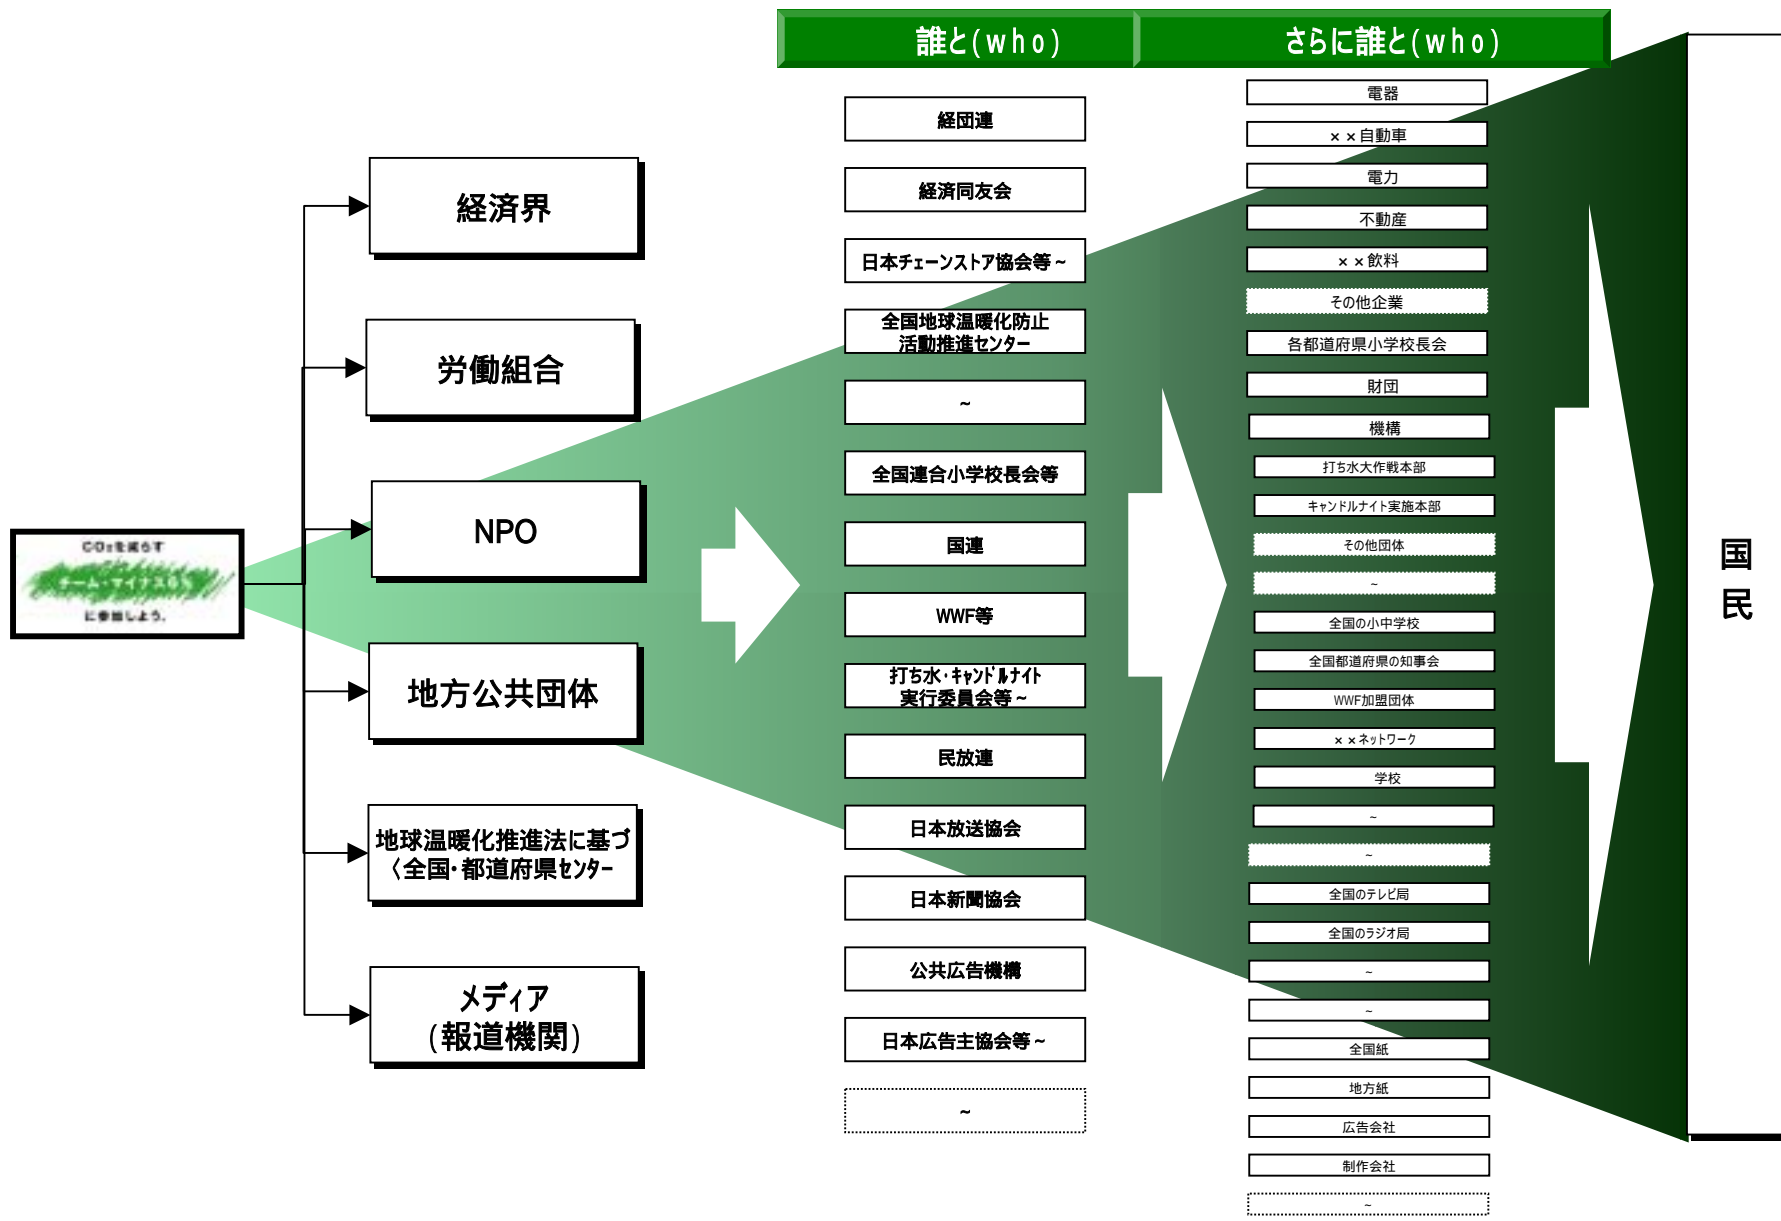 誰と(who)
さらに誰と(who)
CO2を減らす
チーム・マイナス6%
に参加しよう。
経済界
労働組合
NPO
地方公共団体
地球温暖化推進法に基づ
く全国・都道府県センター
メディア
(報道機関)
経団連
経済同友会
日本チェーンストア協会等~
全国地球温暖化防止
活動推進センター
~
全国連合小学校長会等
国連
WWF等
打ち水・キャンドルナイト
実行委員会等~
民放連
日本放送協会
日本新聞協会
公共広告機構
日本広告主協会等~
~
電器
××自動車
電力
不動産
××飲料
その他企業
各都道府県小学校長会
財団
機構
打ち水大作戦本部
キャンドルナイト実施本部
その他団体
~
全国の小中学校
全国都道府県の知事会
WWF加盟団体
××ネットワーク
学校
~
~
全国のテレビ局
全国のラジオ局
~
~
全国紙
地方紙
広告会社
制作会社
~
国
民